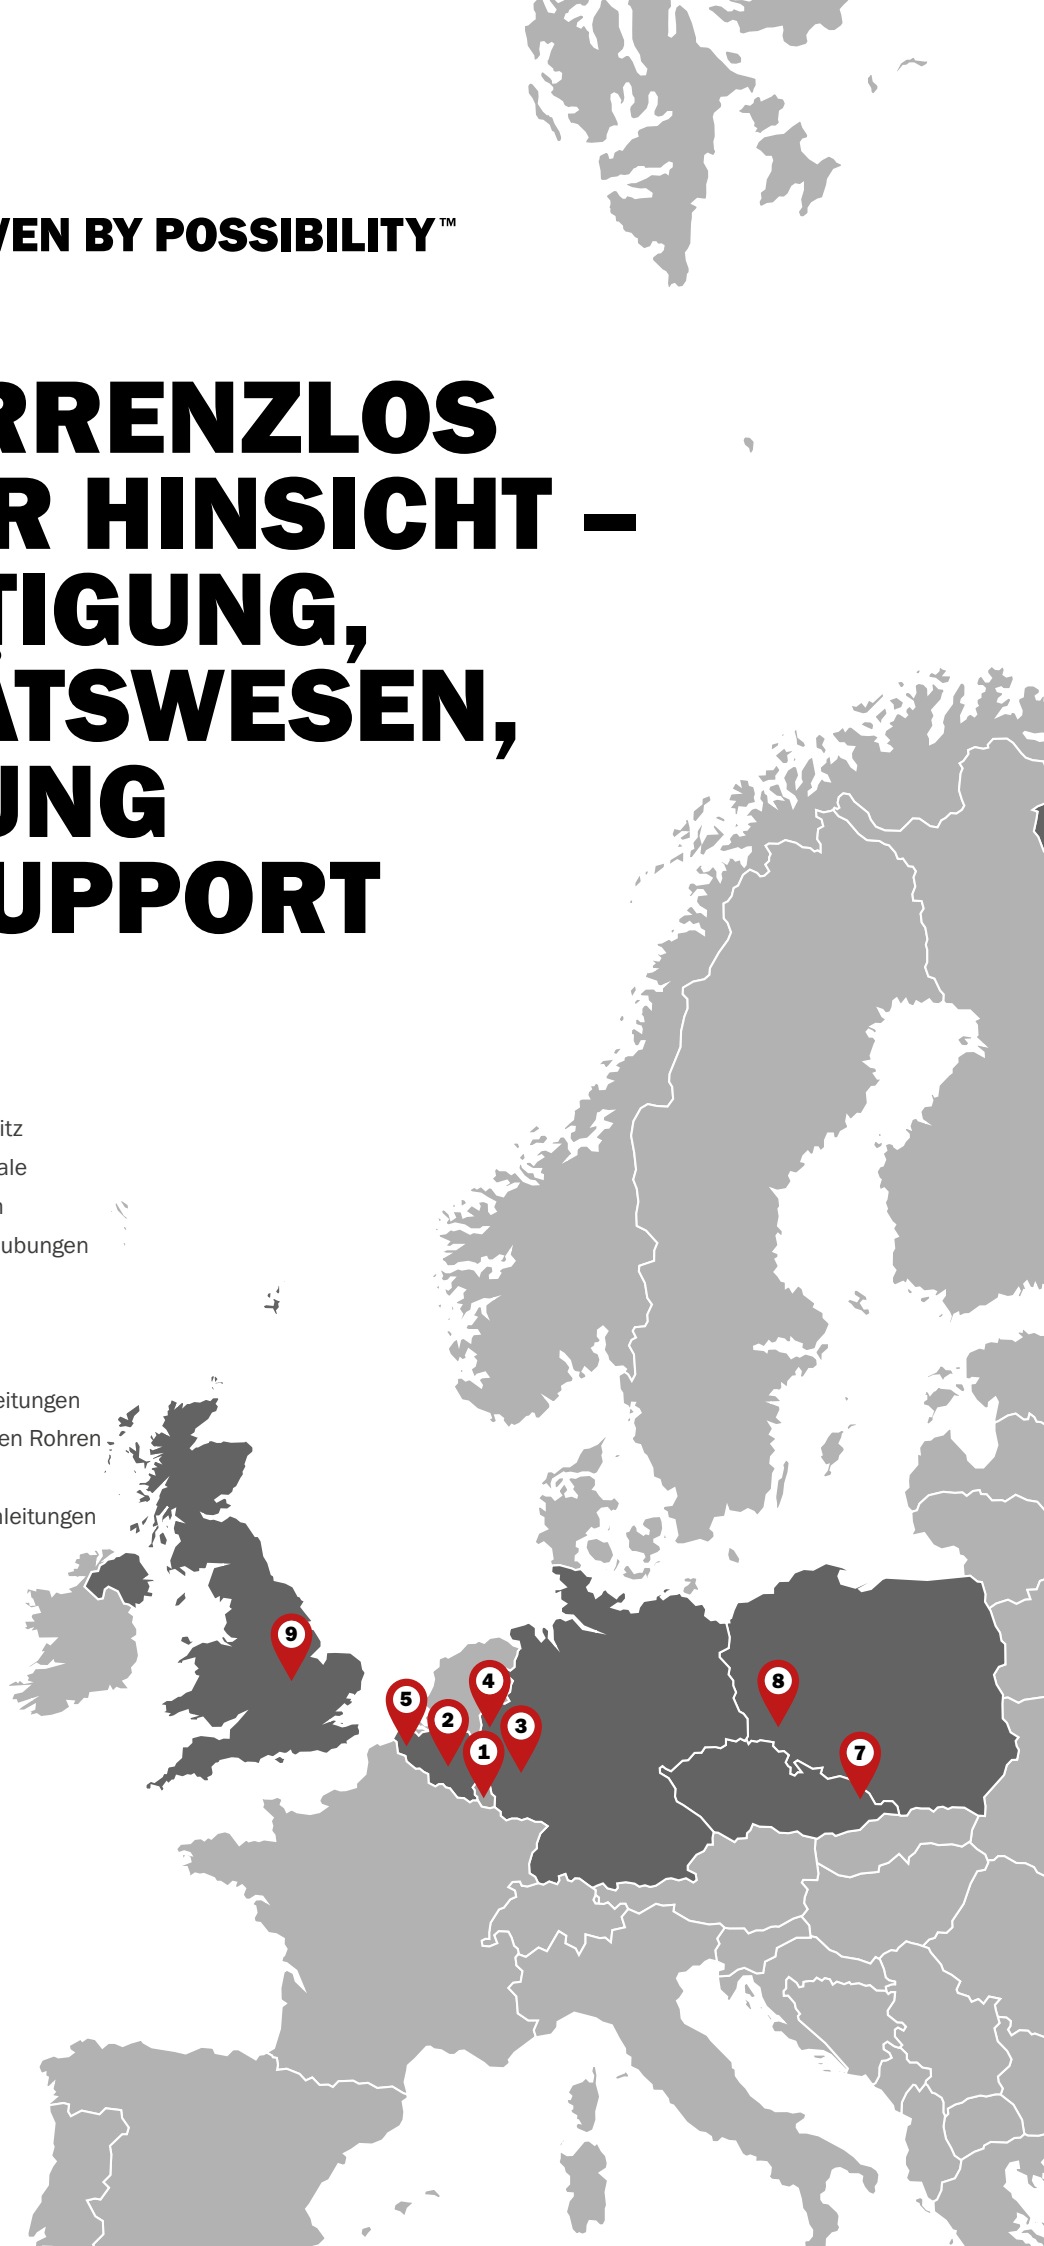 VEN BY POSSIBILITY™
RRENZLOS
R HINSICHT –
TIGUNG,
ÄTSWESEN,
UNG
UPPORT
itz
ale
n
ubungen
eitungen
en Rohren
leitungen
9
4
8
5
2
3
1
7